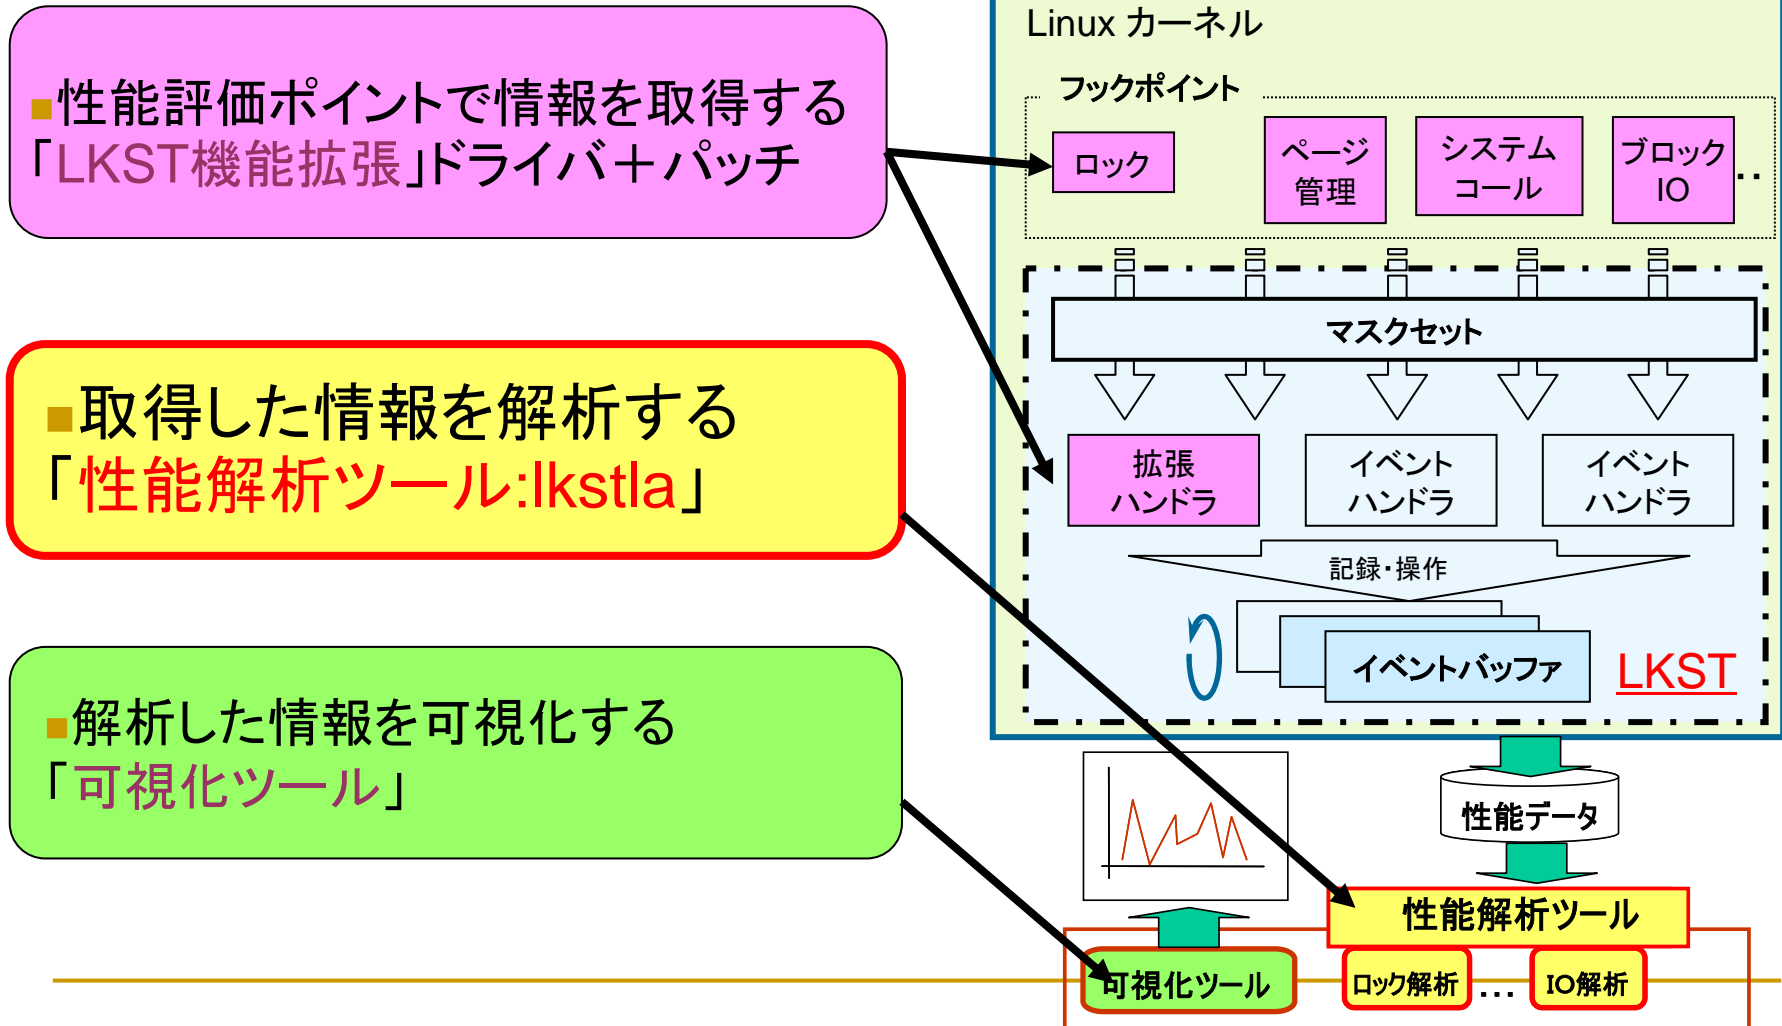 ■性能評価ポイントで情報を取得する
「LKST機能拡張」ドライバ＋パッチ
■取得した情報を解析する
「性能解析ツール:lkstla」
■解析した情報を可視化する
「可視化ツール」
Linux カーネル
フックポイント
ロック
ページ
管理
システム
コール
ブロック
IO
‥
マスクセット
拡張
ハンドラ
イベント
ハンドラ
イベント
ハンドラ
記録・操作
イベントバッファ
LKST
性能データ
性能解析ツール
可視化ツール
ロック解析
…
IO解析